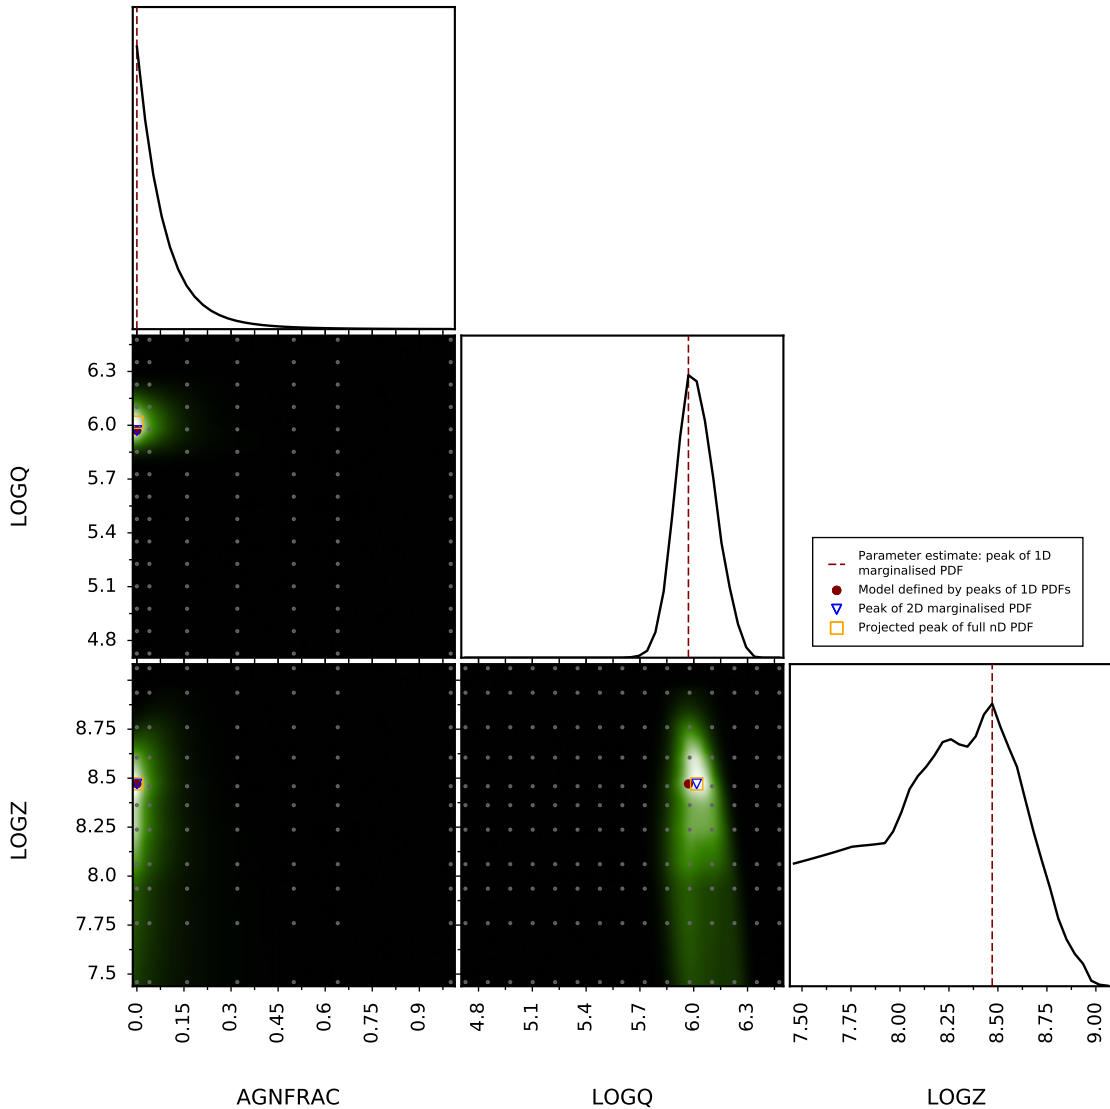 LOGQ
6.3
6.0
5.7
5.4
5.1
4.8
Parameter estimate: peak of 1D
marginalised PDF
Model defined by peaks of 1D PDFs
Peak of 2D marginalised PDF
Projected peak of full nD PDF
LOGZ
8.75
8.5
8.25
8.0
7.75
7.5
0.0 0.15 0.3 0.45 0.6 0.75 0.9
4.8 5.1 5.4 5.7 6.0 6.3
7.50 7.75 8.00 8.25 8.50 8.75 9.00
AGNFRAC LOGQ LOGZ